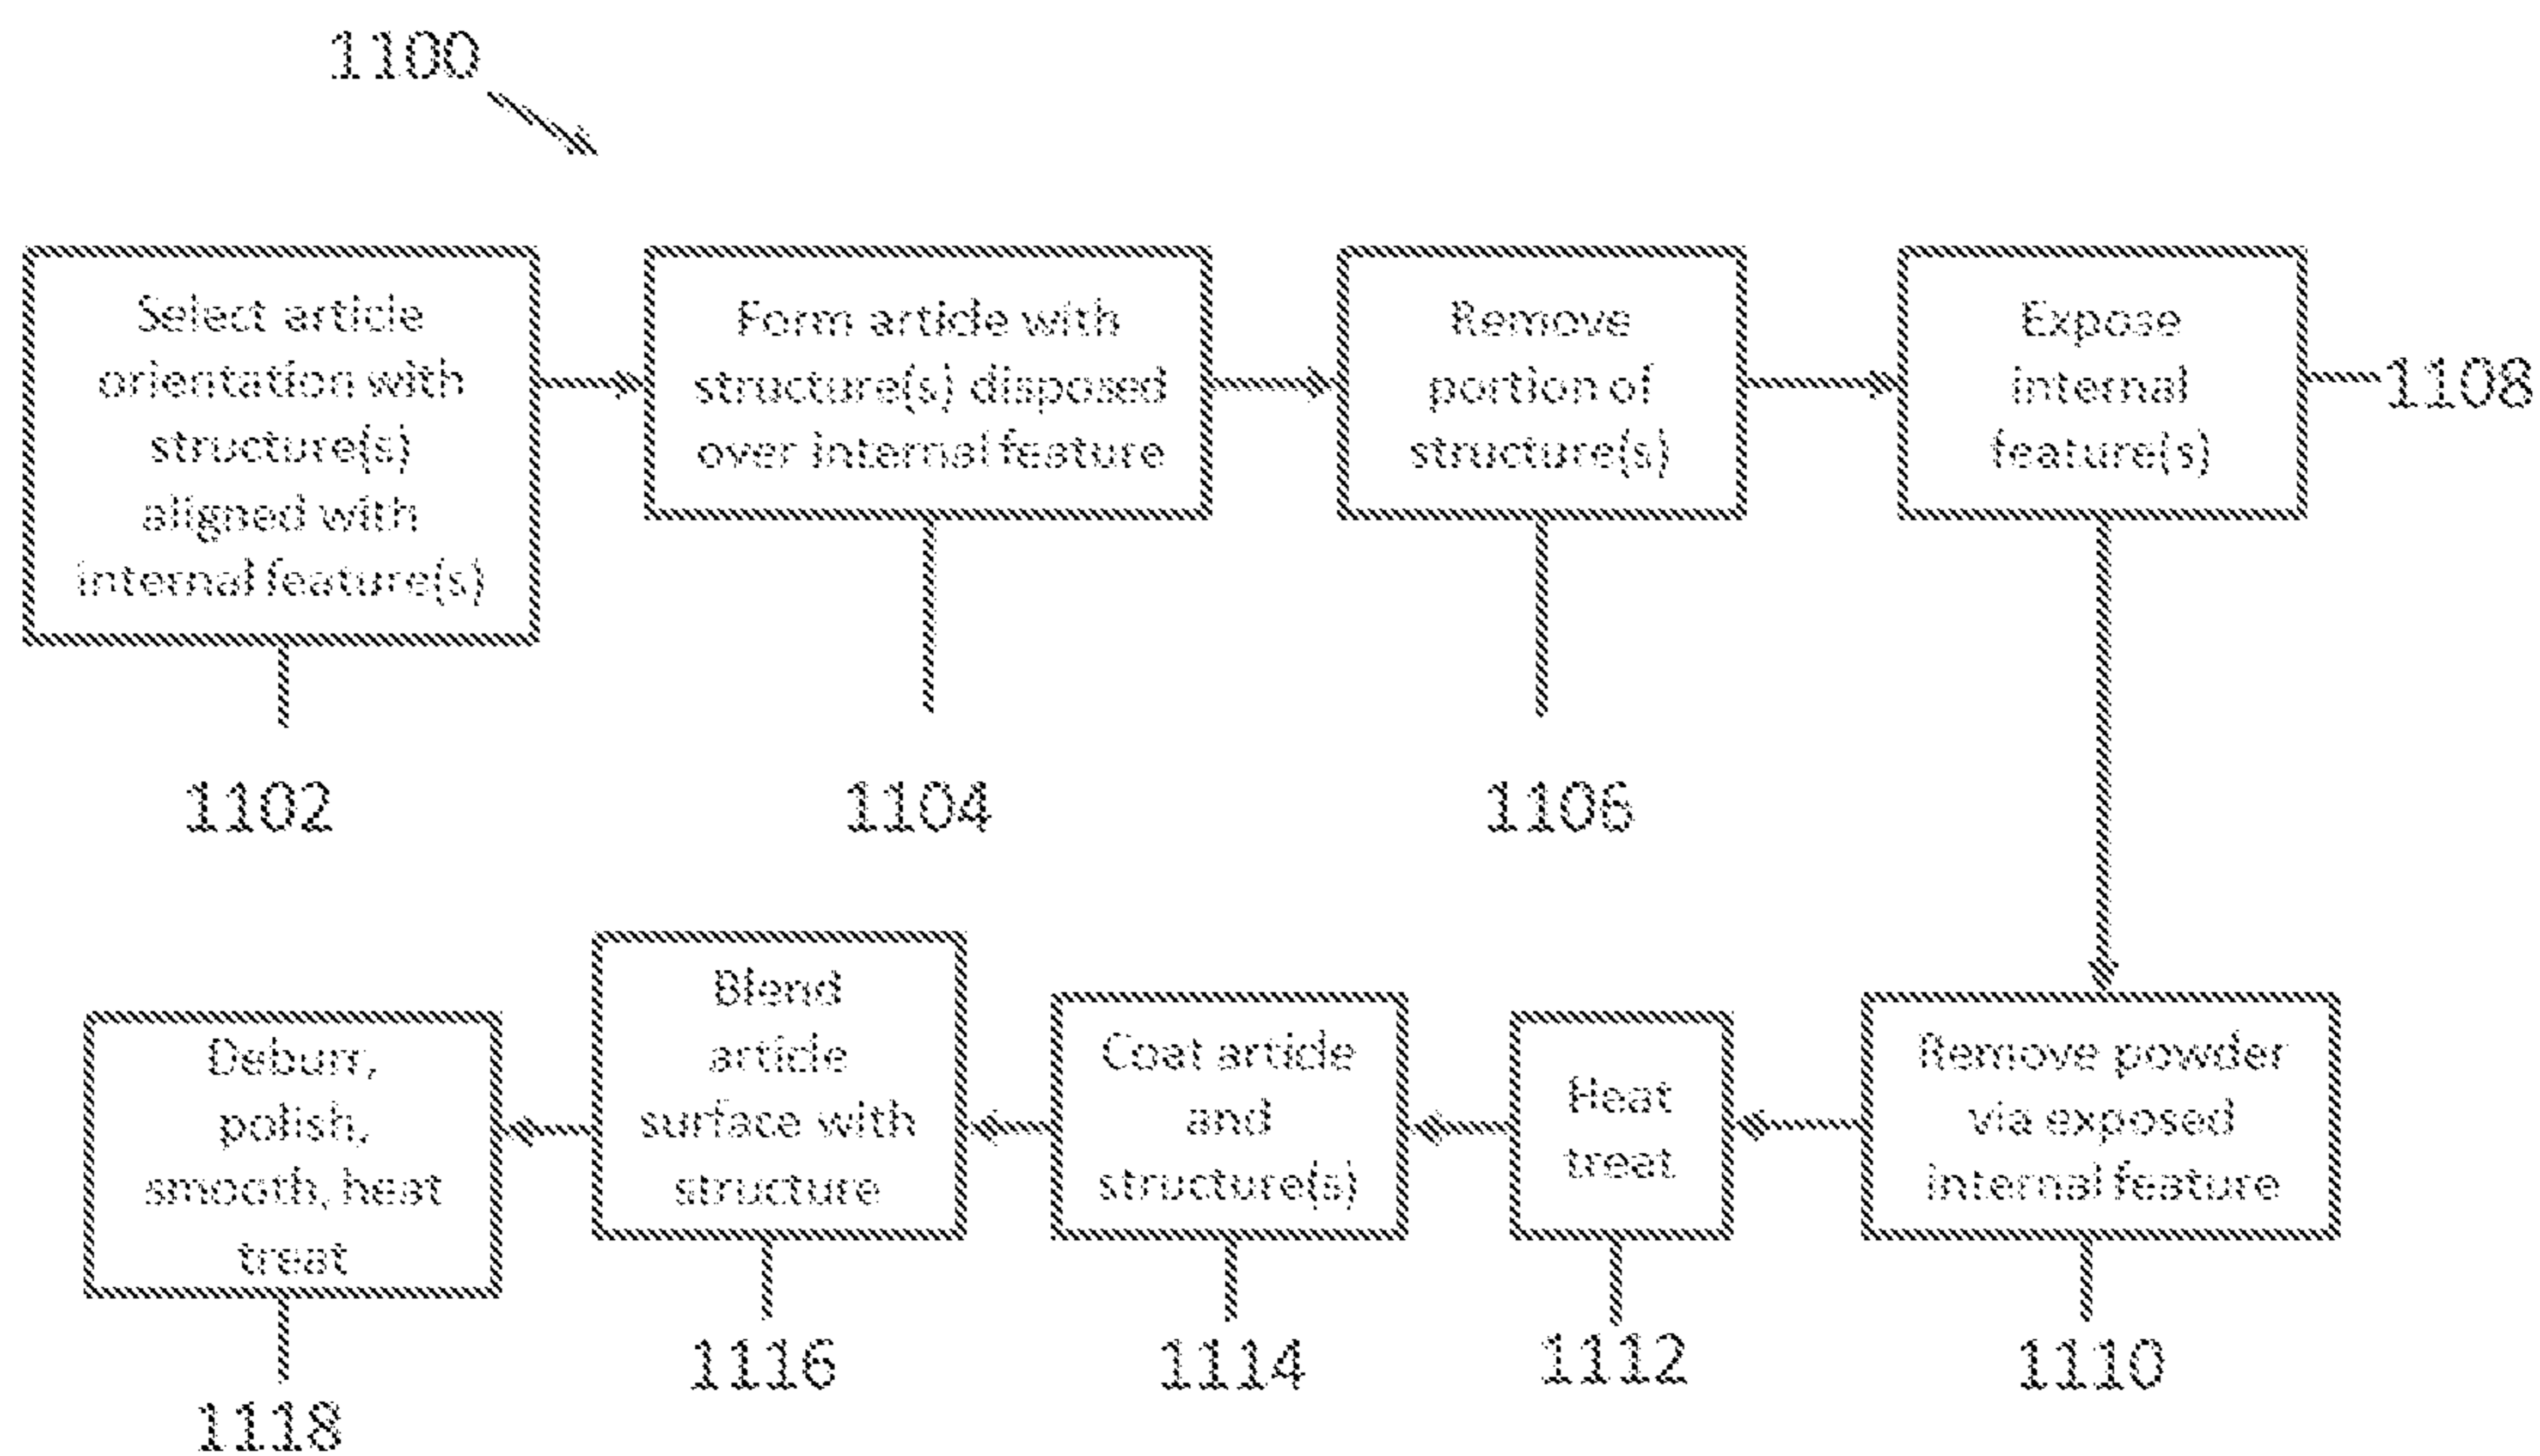 1100
Select article
orientation with
structure(s)
aligned with
internal feature(s)
1102
Form article with
structure(s) disposed
over internal feature
1104
Remove
portion of
structure(s)
1106
Expose
internal
feature(s)
1108
Remove powder
via exposed
internal feature
1110
Heat
treat
1112
Coat article
and
structure(s)
1114
Blend
article
surface with
structure
1116
Deburr,
polish,
smooth, heat
treat
1118